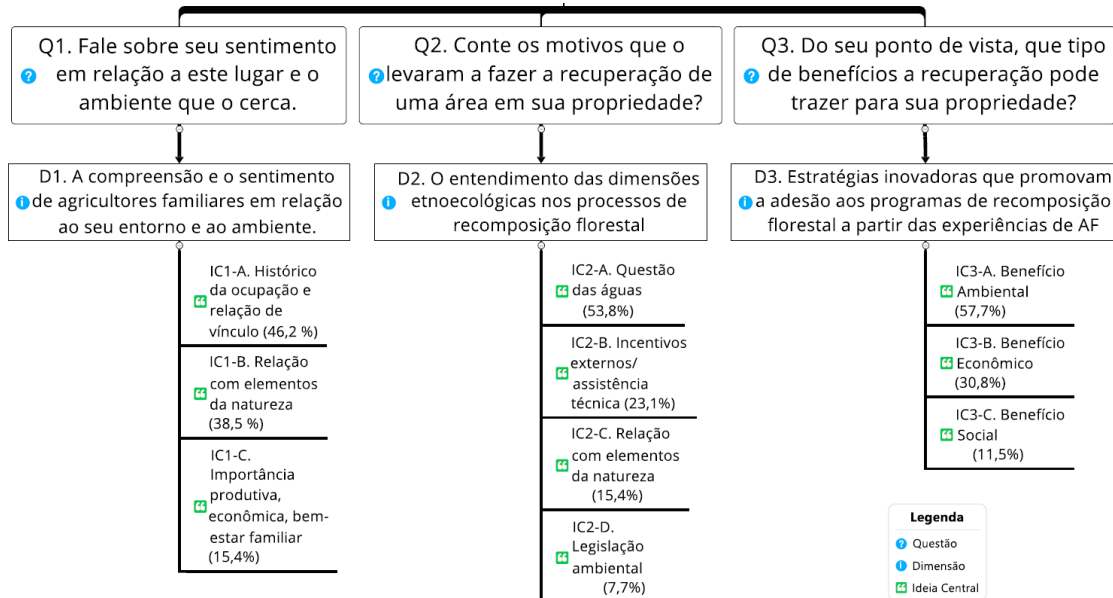 Q1. Fale sobre seu sentimento
em relação a este lugar e o
ambiente que o cerca.
Q2. Conte os motivos que o
levaram a fazer a recuperação de
uma área em sua propriedade?
Q3. Do seu ponto de vista, que tipo
de benefícios a recuperação pode
trazer para sua propriedade?
D1. A compreensão e o sentimento
de agricultores familiares em relação
ao seu entorno e ao ambiente.
D2. O entendimento das dimensões
etnoecológicas nos processos de
recomposição florestal
D3. Estratégias inovadoras que promovam
a adesão aos programas de recomposição
florestal a partir das experiências de AF
IC1-A. Histórico
da ocupação e
relação de
vínculo (46,2 %)
IC1-B. Relação
com elementos
da natureza
(38,5 %)
IC1-C.
Importância
produtiva,
econômica, bem-
estar familiar
(15,4%)
IC2-A. Questão
das águas
(53,8%)
IC2-B. Incentivos
externos/
assistência
técnica (23,1%)
IC2-C. Relação
com elementos
da natureza
(15,4%)
IC2-D.
Legislação
ambiental
(7,7%)
IC3-A. Benefício
Ambiental
(57,7%)
IC3-B. Benefício
Econômico
(30,8%)
IC3-C. Benefício
Social
(11,5%)
Legenda
Questão
Dimensão
Ideia Central